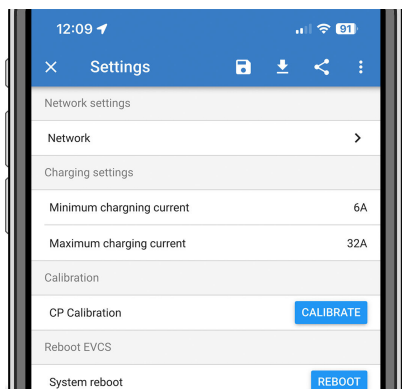 12:09
91
Settings
Network settings
Network
Charging settings
Minimum chargning current 6A
Maximum charging current 32A
Calibration
CP Calibration CALIBRATE
Reboot EVCS
System reboot REBOOT